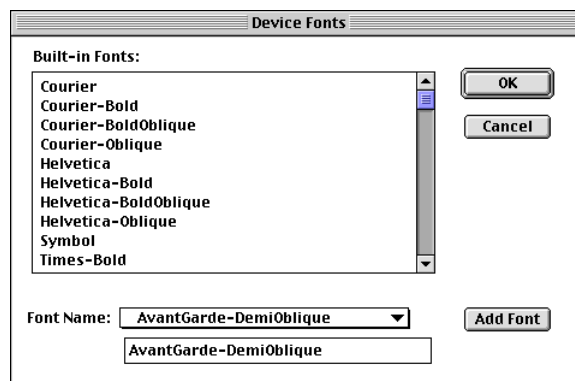 Device Fonts
Built-in Fonts:
Courier
Courier-Bold
Courier-BoldOblique
Courier-Oblique
Helvetica
Helvetica-Bold
Helvetica-BoldOblique
Helvetica-Oblique
Symbol
Times-Bold
OK
Cancel
Font Name: AvantGarde-DemiOblique
AvantGarde-DemiOblique
Add Font